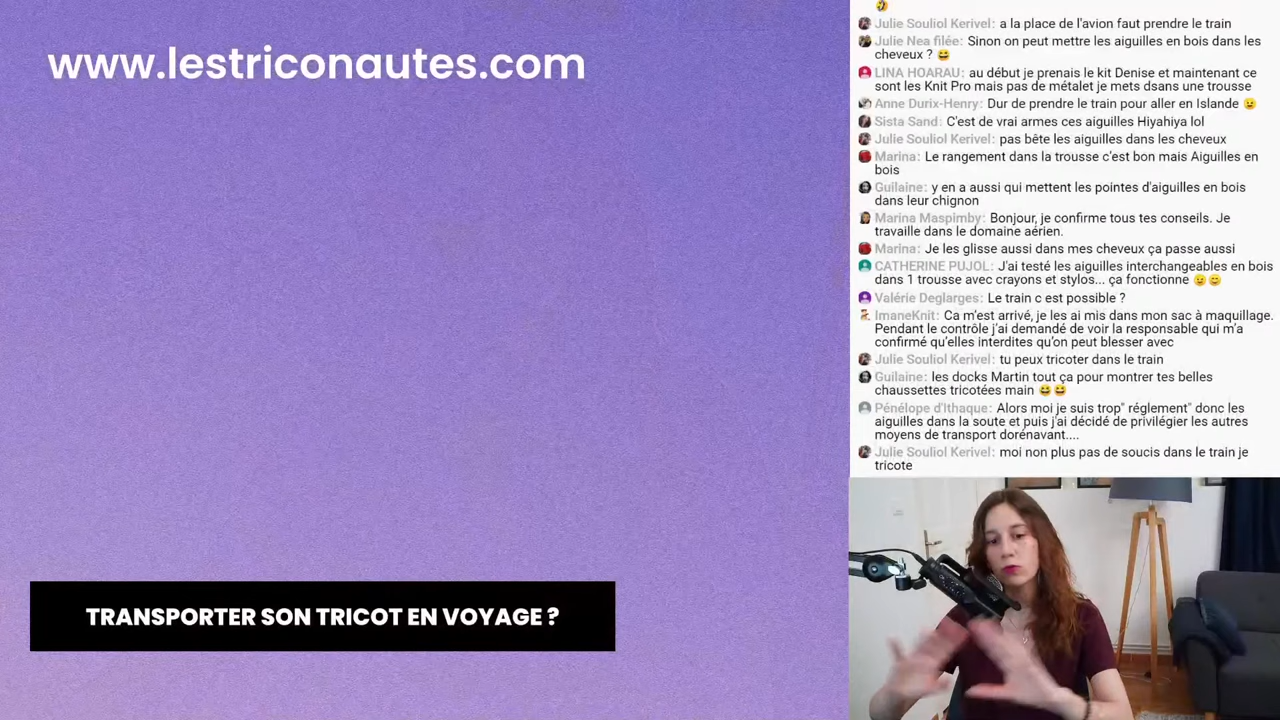 www.lestriconautes.com
TRANSPORTER SON TRICOT EN VOYAGE ?
🤣
Julie Souliol Kerivel: a la place de l'avion faut prendre le train
Julie Nea filée: Sinon on peut mettre les aiguilles en bois dans les
cheveux ? 😄
LINA HOARAU: au début je prenais le kit Denise et maintenant ce
sont les Knit Pro mais pas de métalet je mets dsans une trousse
Anne Durix-Henry: Dur de prendre le train pour aller en Islande 😉
Sista Sand: C'est de vrai armes ces aiguilles Hiyahiya lol
Julie Souliol Kerivel: pas bête les aiguilles dans les cheveux
Marina: Le rangement dans la trousse c'est bon mais Aiguilles en
bois
Guilaine: y en a aussi qui mettent les pointes d'aiguilles en bois
dans leur chignon
Marina Maspimby: Bonjour, je confirme tous tes conseils. Je
travaille dans le domaine aérien.
Marina: Je les glisse aussi dans mes cheveux ça passe aussi
CATHERINE PUJOL: J'ai testé les aiguilles interchangeables en bois
dans 1 trousse avec crayons et stylos... ça fonctionne 😉😊
Valérie Deglarges: Le train c est possible ?
ImaneKnit: Ca m'est arrivé, je les ai mis dans mon sac à maquillage.
Pendant le contrôle j'ai demandé de voir la responsable qui m'a
confirmé qu'elles interdites qu'on peut blesser avec
Julie Souliol Kerivel: tu peux tricoter dans le train
Guilaine: les docks Martin tout ça pour montrer tes belles
chaussettes tricotées main 😄😄
Pénélope d'Ithaque: Alors moi je suis trop" réglement" donc les
aiguilles dans la soute et puis j'ai décidé de privilégier les autres
moyens de transport dorénavant....
Julie Souliol Kerivel: moi non plus pas de soucis dans le train je
tricote